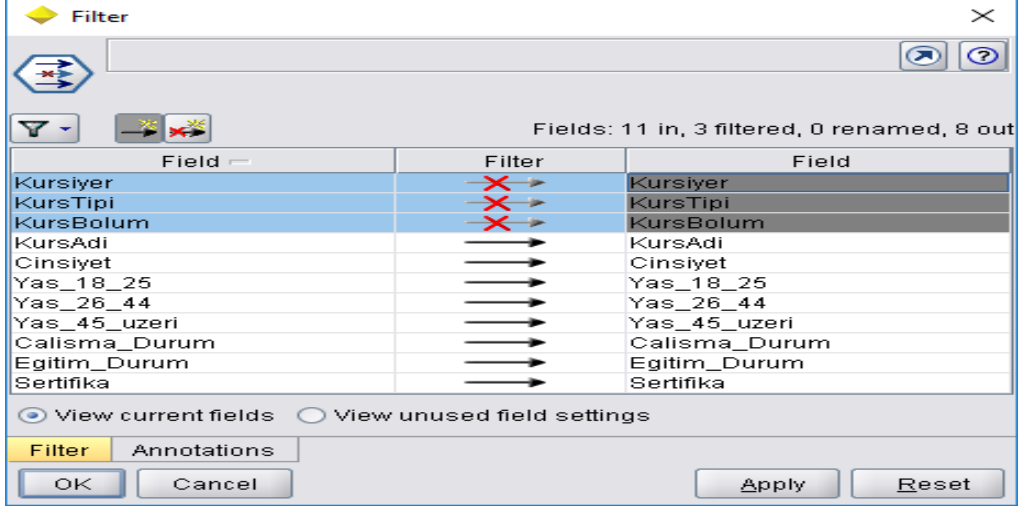 Filter
Fields: 11 in, 3 filtered, 0 renamed, 8 out
Field Filter Field
Kursiyer Kursiyer
KursTipi KursTipi
KursBolum KursBolum
KursAdi KursAdi
Cinsiyet Cinsiyet
Yas_18_25 Yas_18_25
Yas_26_44 Yas_26_44
Yas_45_uzeri Yas_45_uzeri
Calisma_Durum Calisma_Durum
Egitim_Durum Egitim_Durum
Sertifika Sertifika
View current fields View unused field settings
Filter Annotations
OK Cancel Apply Reset